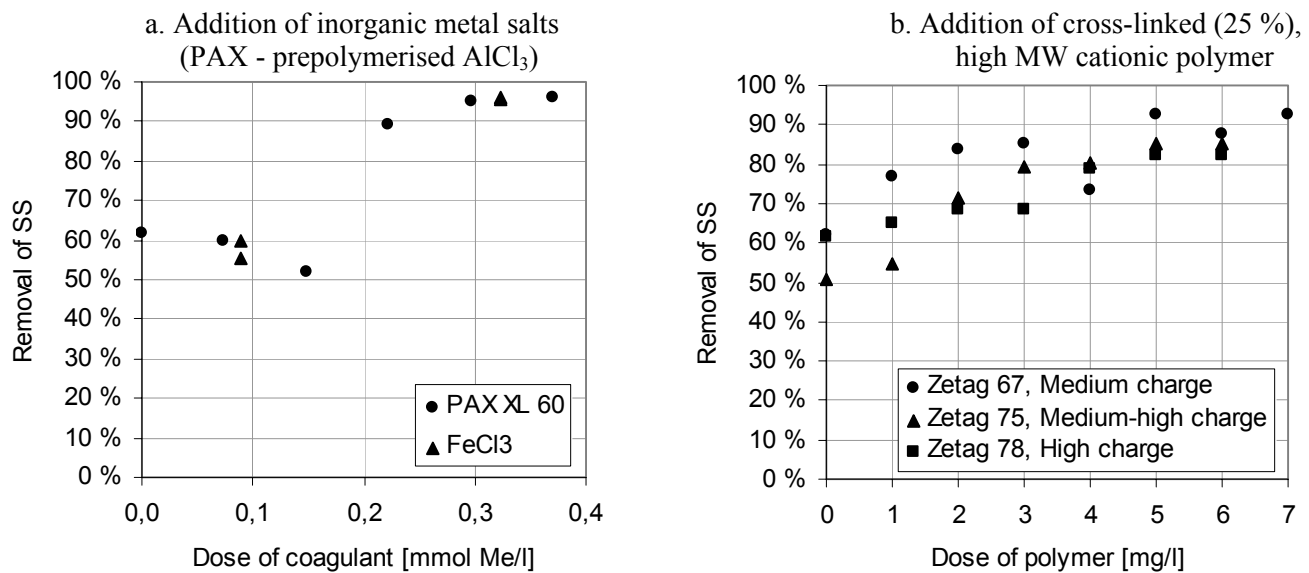 a. Addition of inorganic metal salts
(PAX - prepolymerised AlCl₃)
100 %
90 %
80 %
70 %
60 %
50 %
40 %
30 %
20 %
10 %
0 %
Removal of SS
PAX XL 60
FeCl3
0,0
0,1
0,2
0,3
0,4
Dose of coagulant [mmol Me/l]
b. Addition of cross-linked (25 %),
high MW cationic polymer
100 %
90 %
80 %
70 %
60 %
50 %
40 %
30 %
20 %
10 %
0 %
Removal of SS
Zetag 67, Medium charge
Zetag 75, Medium-high charge
Zetag 78, High charge
0
1
2
3
4
5
6
7
Dose of polymer [mg/l]